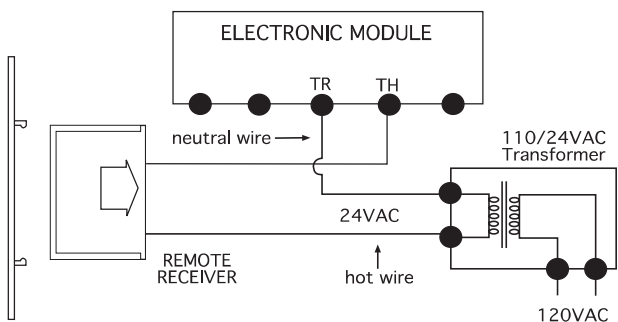 ELECTRONIC MODULE
TR
TH
neutral wire
110/24VAC
Transformer
24VAC
REMOTE
RECEIVER
hot wire
120VAC